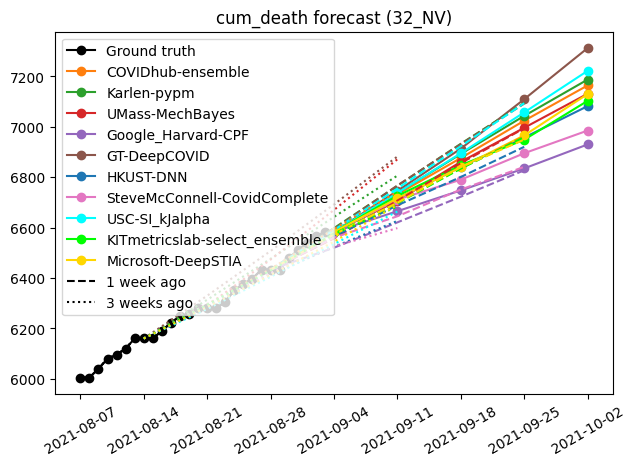 cum_death forecast (32_NV)
Ground truth
COVIDhub-ensemble
Karlen-pypm
UMass-MechBayes
Google_Harvard-CPF
GT-DeepCOVID
HKUST-DNN
SteveMcConnell-CovidComplete
USC-SI_kJalpha
KITmetricslab-select_ensemble
Microsoft-DeepSTIA
1 week ago
3 weeks ago
7200
7000
6800
6600
6400
6200
6000
2021-08-07
2021-08-14
2021-08-21
2021-08-28
2021-09-04
2021-09-11
2021-09-18
2021-09-25
2021-10-02